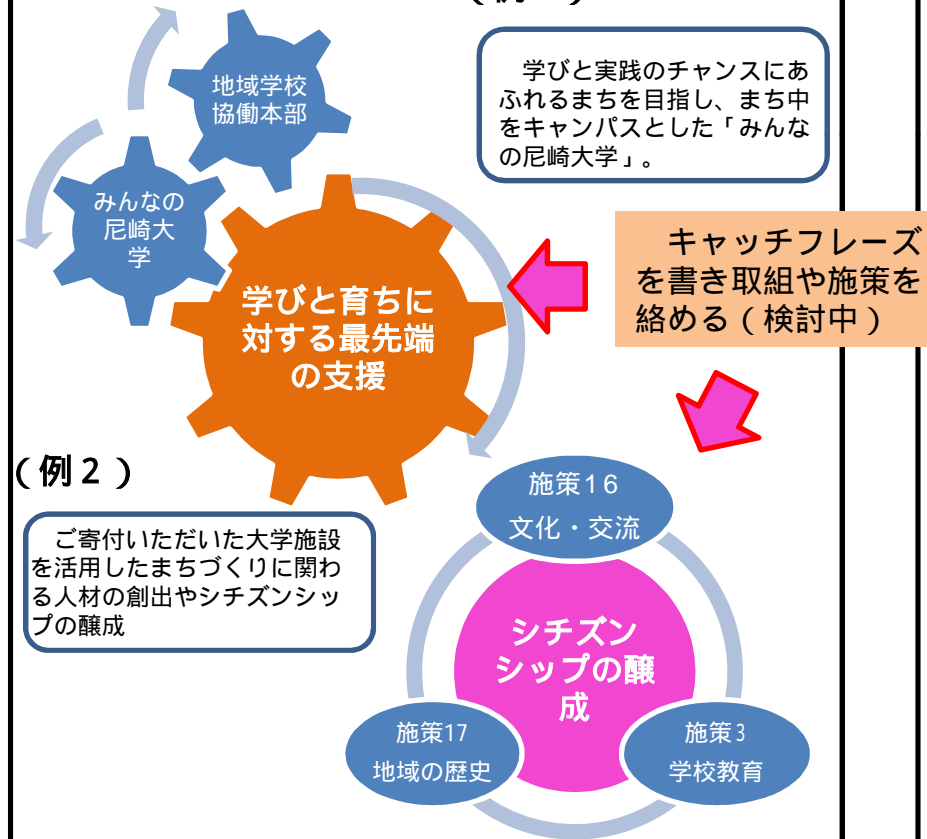 地域学校
協働本部
学びと実践のチャンスにあ
ふれるまちを目指し、まち中
をキャンパスとした「みんな
の尼崎大学」。
みんなの
尼崎大
学
キャッチフレーズ
を書き取組や施策を
絡める（検討中）
学びと育ちに
対する最先端
の支援
（例２）
ご寄付いただいた大学施設
を活用したまちづくりに関わ
る人材の創出やシチズンシッ
プの醸成
施策16
文化・交流
シチズン
シップの醸
成
施策17
地域の歴史
施策3
学校教育